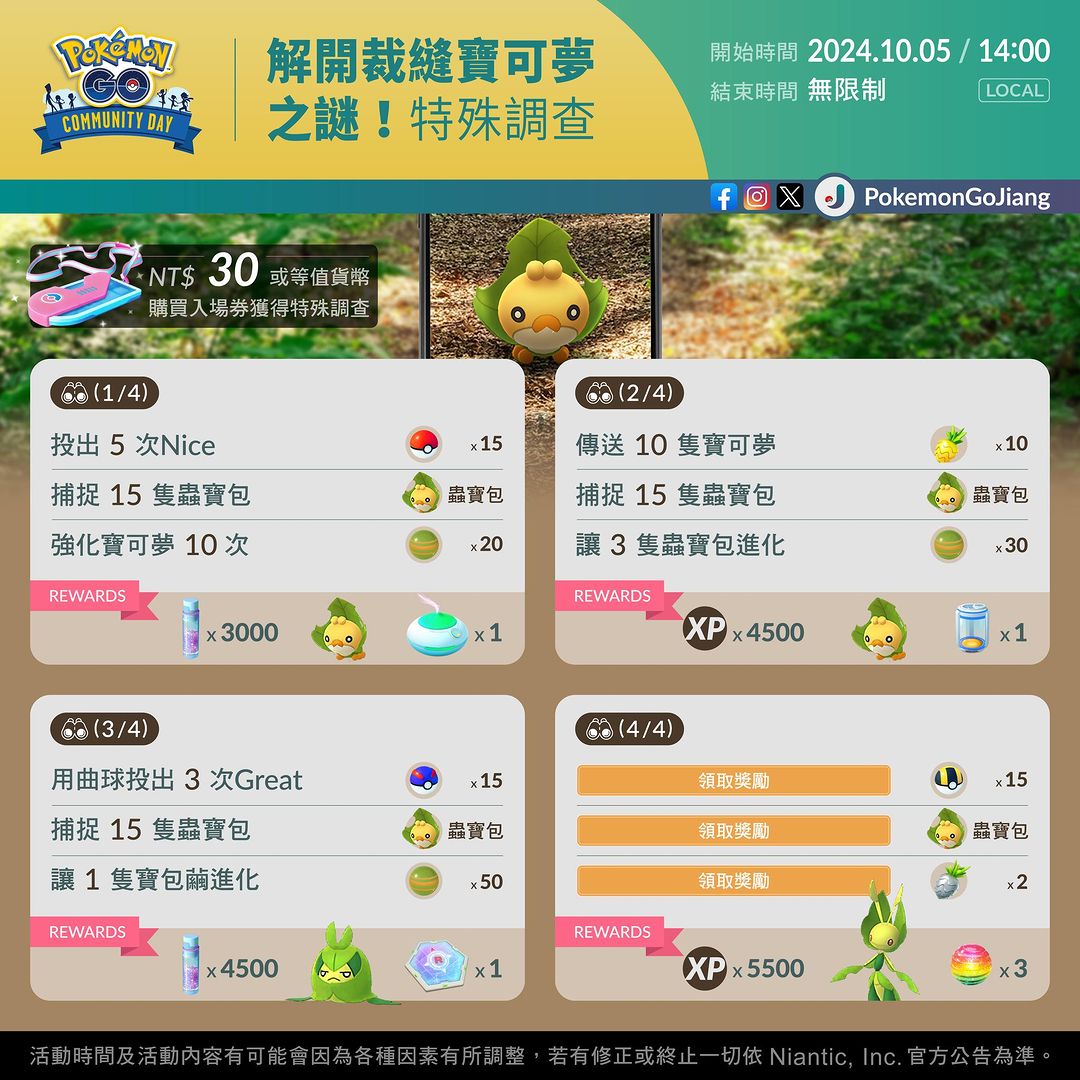 POKéMON
GO
COMMUNITY DAY
解開裁縫寶可夢
之謎！特殊調查
開始時間 2024.10.05 / 14:00
結束時間 無限制 LOCAL
PokemonGoJiang
NT$ 30 或等值貨幣
購買入場券獲得特殊調查
(1/4)
投出 5 次Nice x15
捕捉 15 隻蟲寶包 蟲寶包
強化寶可夢 10 次 x20
REWARDS
x3000 x1
(2/4)
傳送 10 隻寶可夢 x10
捕捉 15 隻蟲寶包 蟲寶包
讓 3 隻蟲寶包進化 x30
REWARDS
XP x4500 x1
(3/4)
用曲球投出 3 次Great x15
捕捉 15 隻蟲寶包 蟲寶包
讓 1 隻寶包繭進化 x50
REWARDS
x4500 R x1
(4/4)
領取獎勵 x15
領取獎勵 蟲寶包
領取獎勵 x2
REWARDS
XP x5500 x3
活動時間及活動內容有可能會因為各種因素有所調整，若有修正或終止一切依 Niantic, Inc. 官方公告為準。